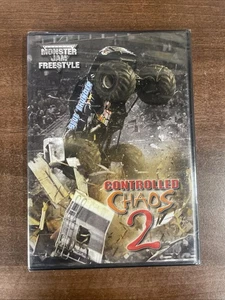 MONSTER
JAM
FREESTYLE
CONTROLLED
CHAOS
2